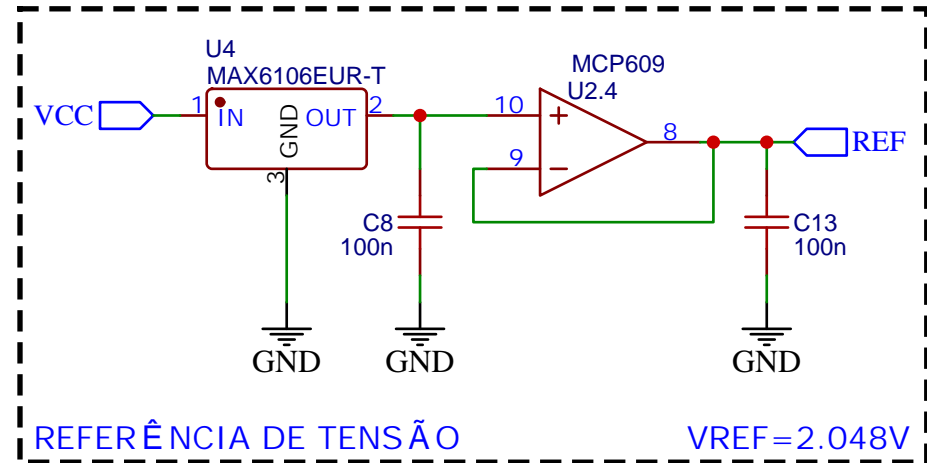 U4
MAX6106EUR-T
VCC
1
IN
GND
OUT
2
3
C8
100n
GND
GND
MCP609
U2.4
10
9
8
REF
C13
100n
GND
REFERÊNCIA DE TENSÃO
VREF=2.048V